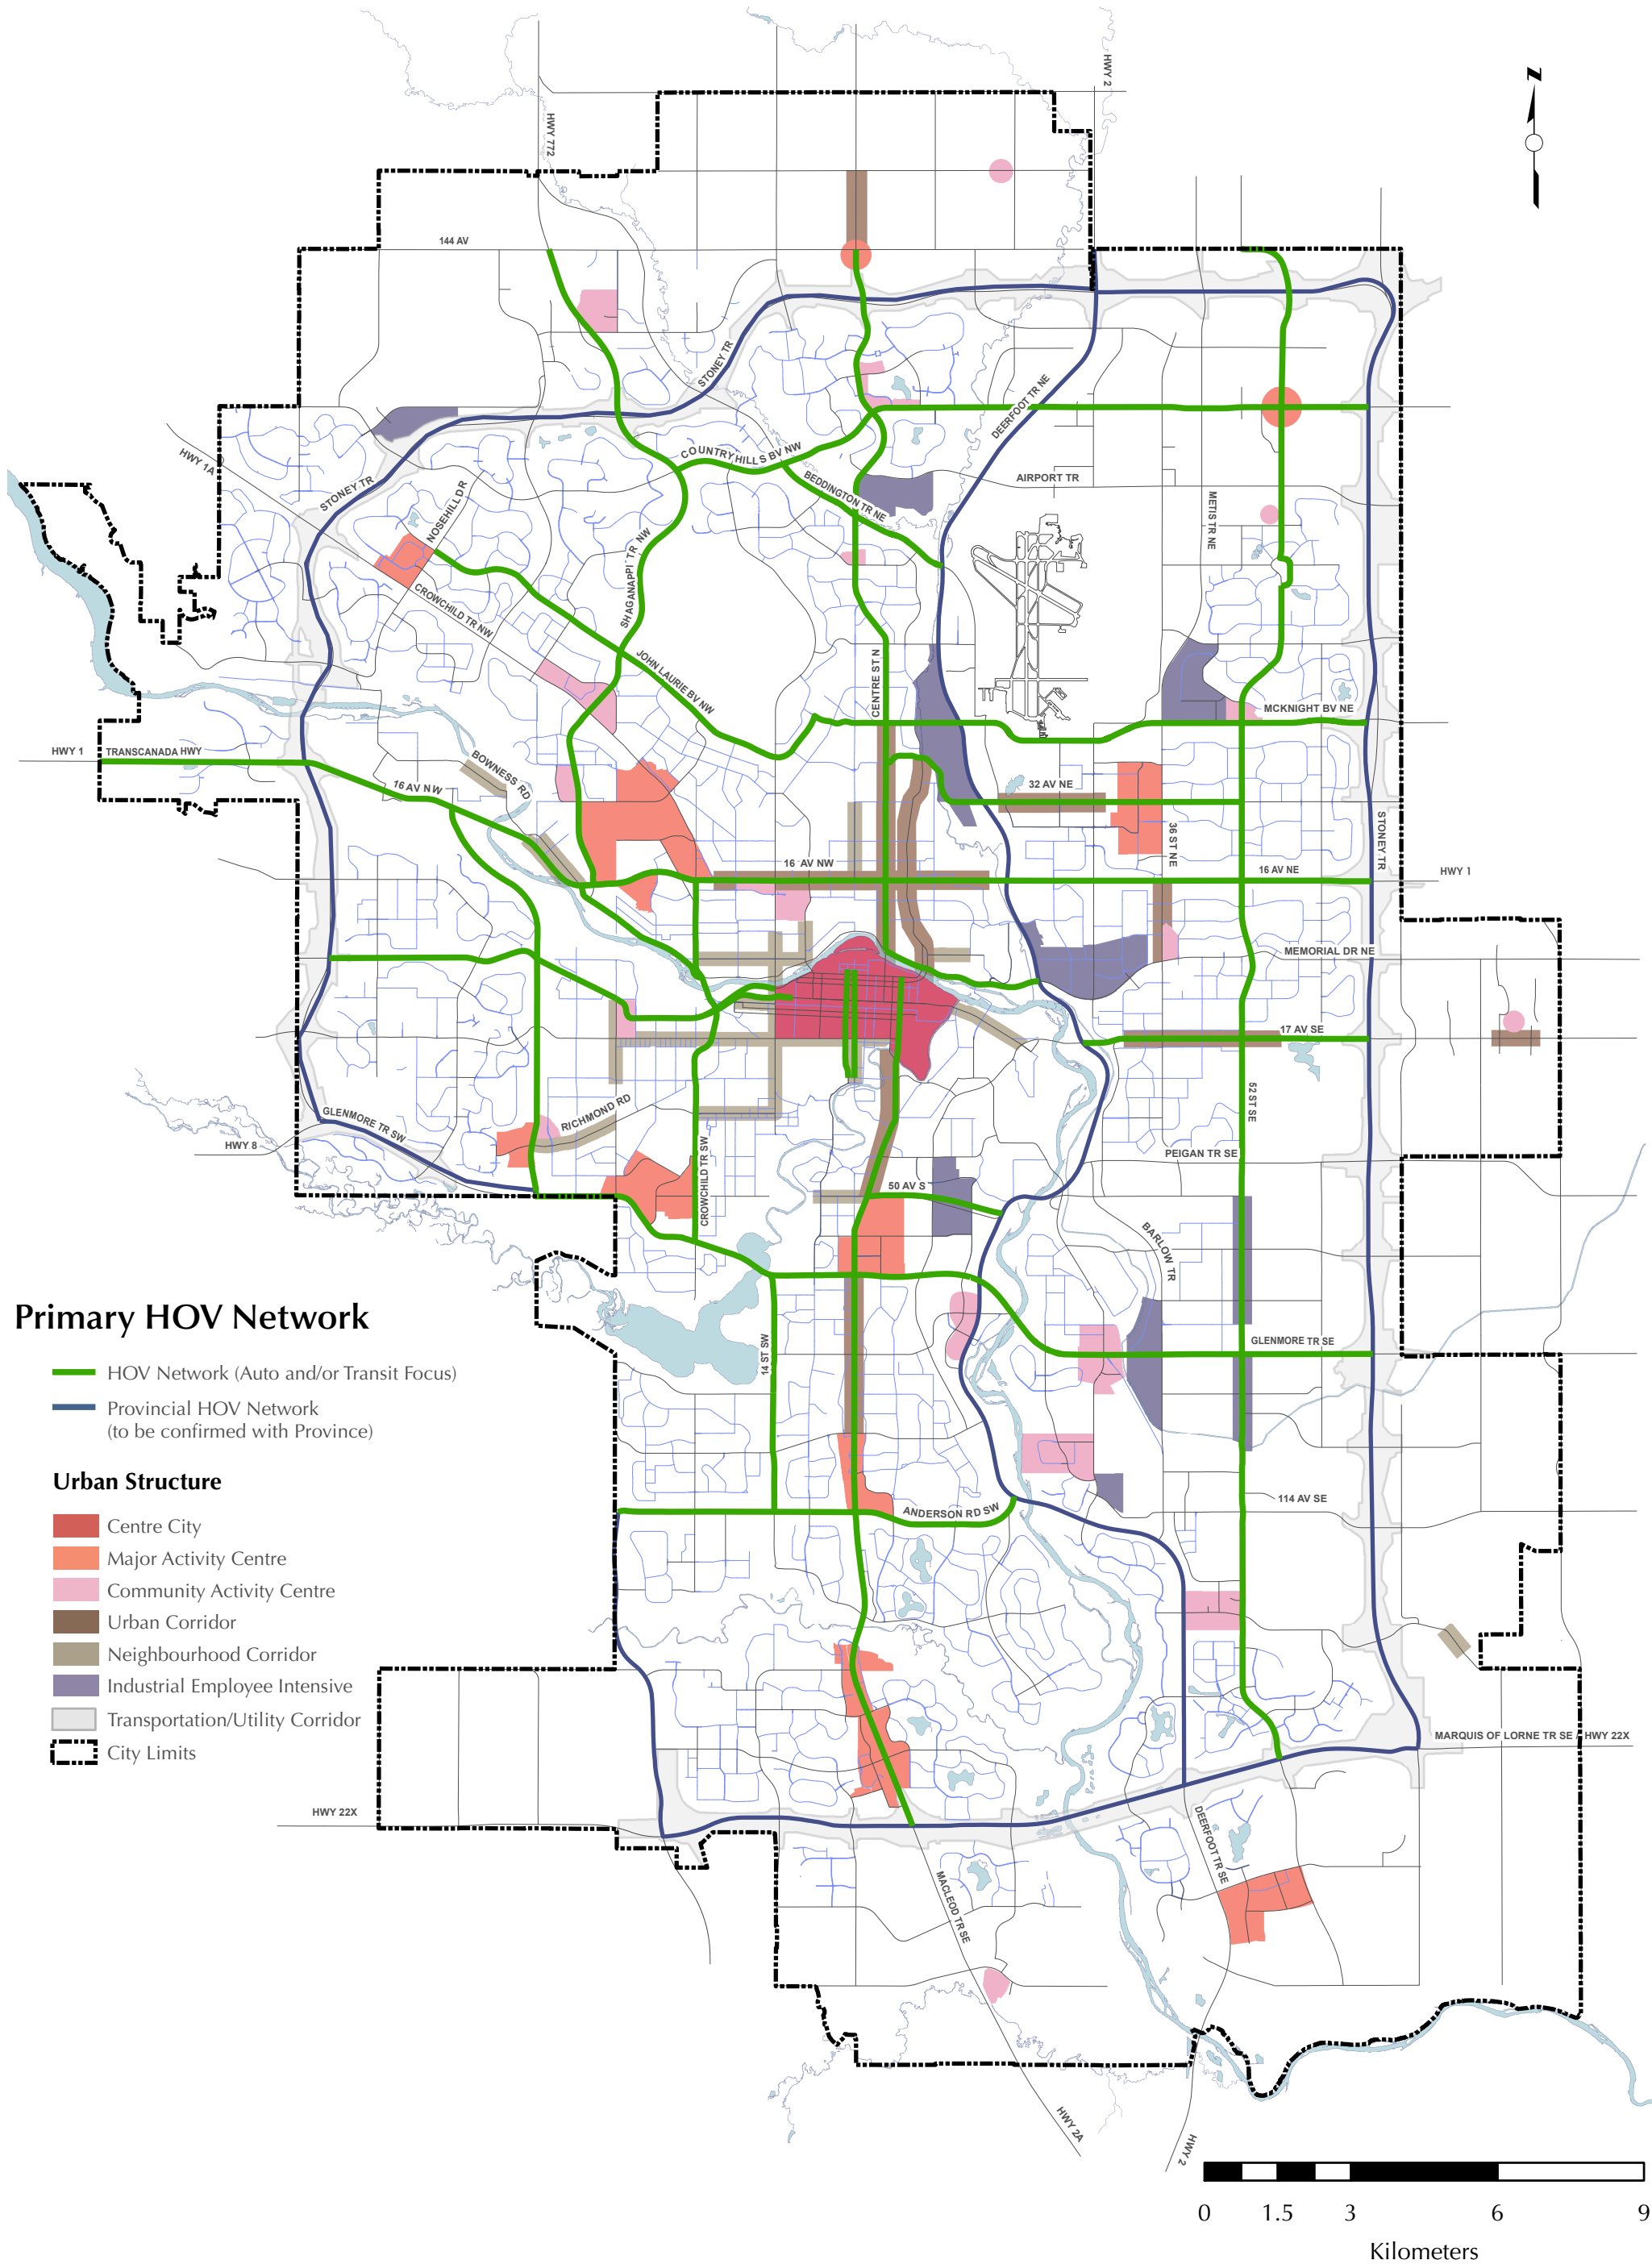 HWY 2
N
HWY 772
144 AV
STONEY TR
DEERFOOT TR NE
COUNTRY HILLS BV NW
HWY 1A
BEDDINGTON TR NE
AIRPORT TR
STONEY TR
NOSEHILL DR
METIS TR NE
SHAGANAPPI TR NW
CROWCHILD TR NW
JOHN LAURIE BV NW
CENTRE ST N
MCKNIGHT BV NE
HWY 1
TRANSCANADA HWY
BOWNESS RD
16 AV NW
32 AV NE
STONEY TR
36 ST NE
16 AV NW
16 AV NE
HWY 1
MEMORIAL DR NE
17 AV SE
52 ST SE
GLENMORE TR SW
RICHMOND RD
HWY 8
CROWCHILD TR SW
PEIGAN TR SE
50 AV S
BARLOW TR
Primary HOV Network
GLENMORE TR SE
14 ST SW
HOV Network (Auto and/or Transit Focus)
Provincial HOV Network
(to be confirmed with Province)
Urban Structure
114 AV SE
ANDERSON RD SW
Centre City
Major Activity Centre
Community Activity Centre
Urban Corridor
Neighbourhood Corridor
Industrial Employee Intensive
Transportation/Utility Corridor
City Limits
MARQUIS OF LORNE TR SE / HWY 22X
HWY 22X
DEERFOOT TR SE
MACLEOD TR SE
HWY 2A
HWY 2
0 1.5 3 6 9
Kilometers